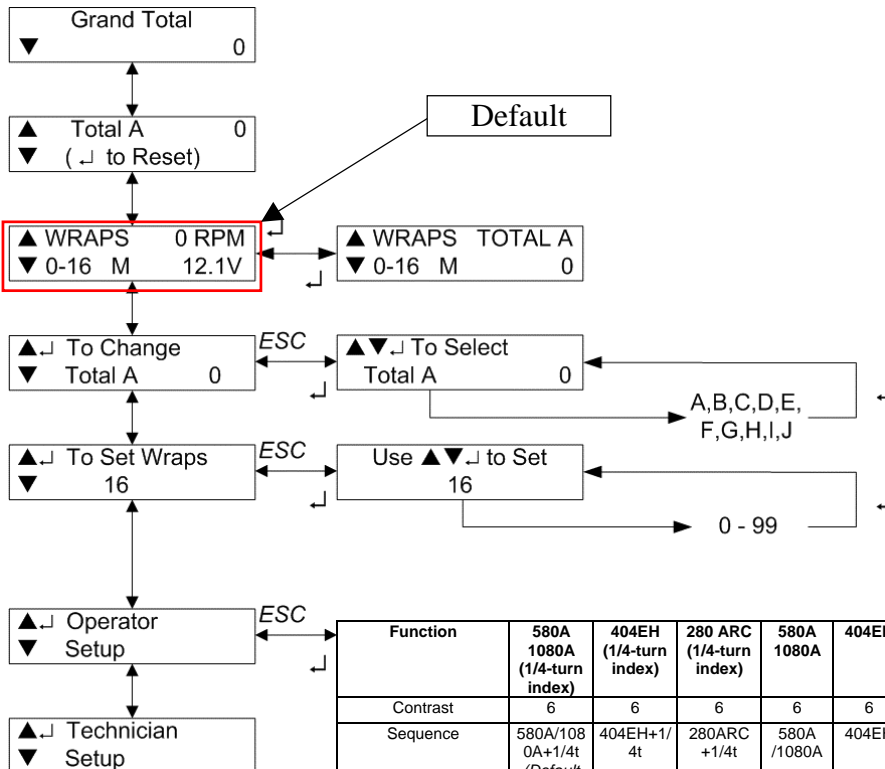 Grand Total
▼ 0
Default
▲ Total A 0
▼ (↵ to Reset)
▲ WRAPS 0 RPM
▼ 0-16 M 12.1V
↵
↵
▲ WRAPS TOTAL A
▼ 0-16 M 0
▲↵ To Change
▼ Total A 0
ESC
↵
▲▼↵ To Select
Total A 0
A,B,C,D,E,
F,G,H,I,J
▲↵ To Set Wraps
▼ 16
ESC
↵
Use ▲▼↵ to Set
16
0 - 99
▲↵ Operator
▼ Setup
ESC
↵
▲↵ Technician
▼ Setup
Function 580A 1080A (1/4-turn index) 404EH (1/4-turn index) 280 ARC (1/4-turn index) 580A 1080A
Contrast 6 6 6 6 6
Sequence 580A/108 0A+1/4t (Default 404EH+1/ 4t 280ARC +1/4t 580A /1080A